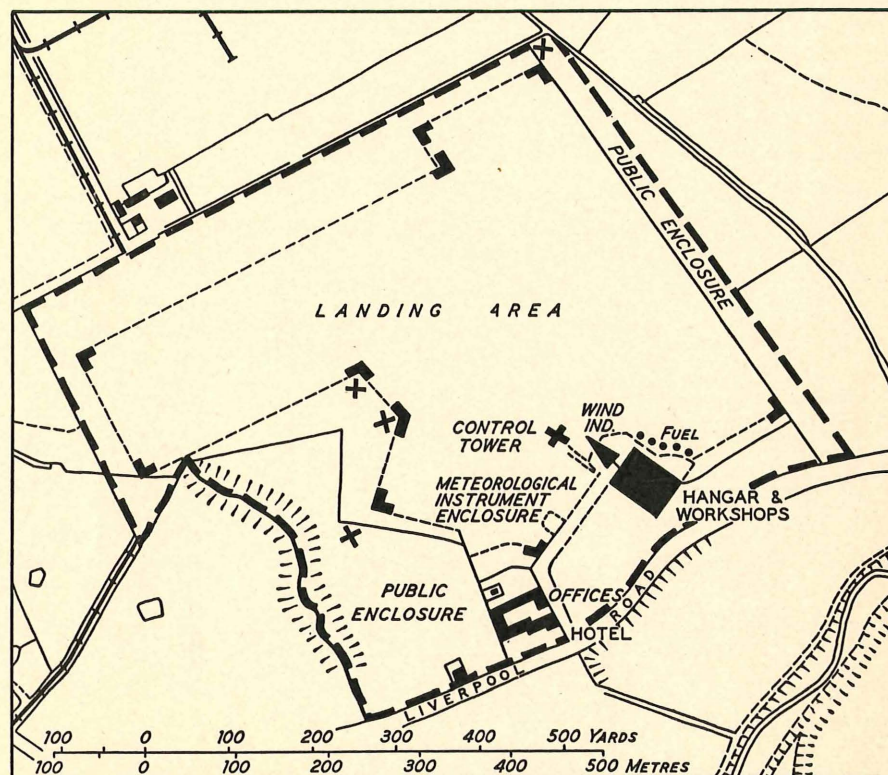 PUBLIC ENCLOSURE
LANDING AREA
WIND
IND.
FUEL
CONTROL
TOWER
METEOROLOGICAL
INSTRUMENT
ENCLOSURE
HANGAR &
WORKSHOPS
PUBLIC
ENCLOSURE
OFFICES
HOTEL
LIVERPOOL ROAD
100 0 100 200 300 400 500 YARDS
100 0 100 200 300 400 500 METRES